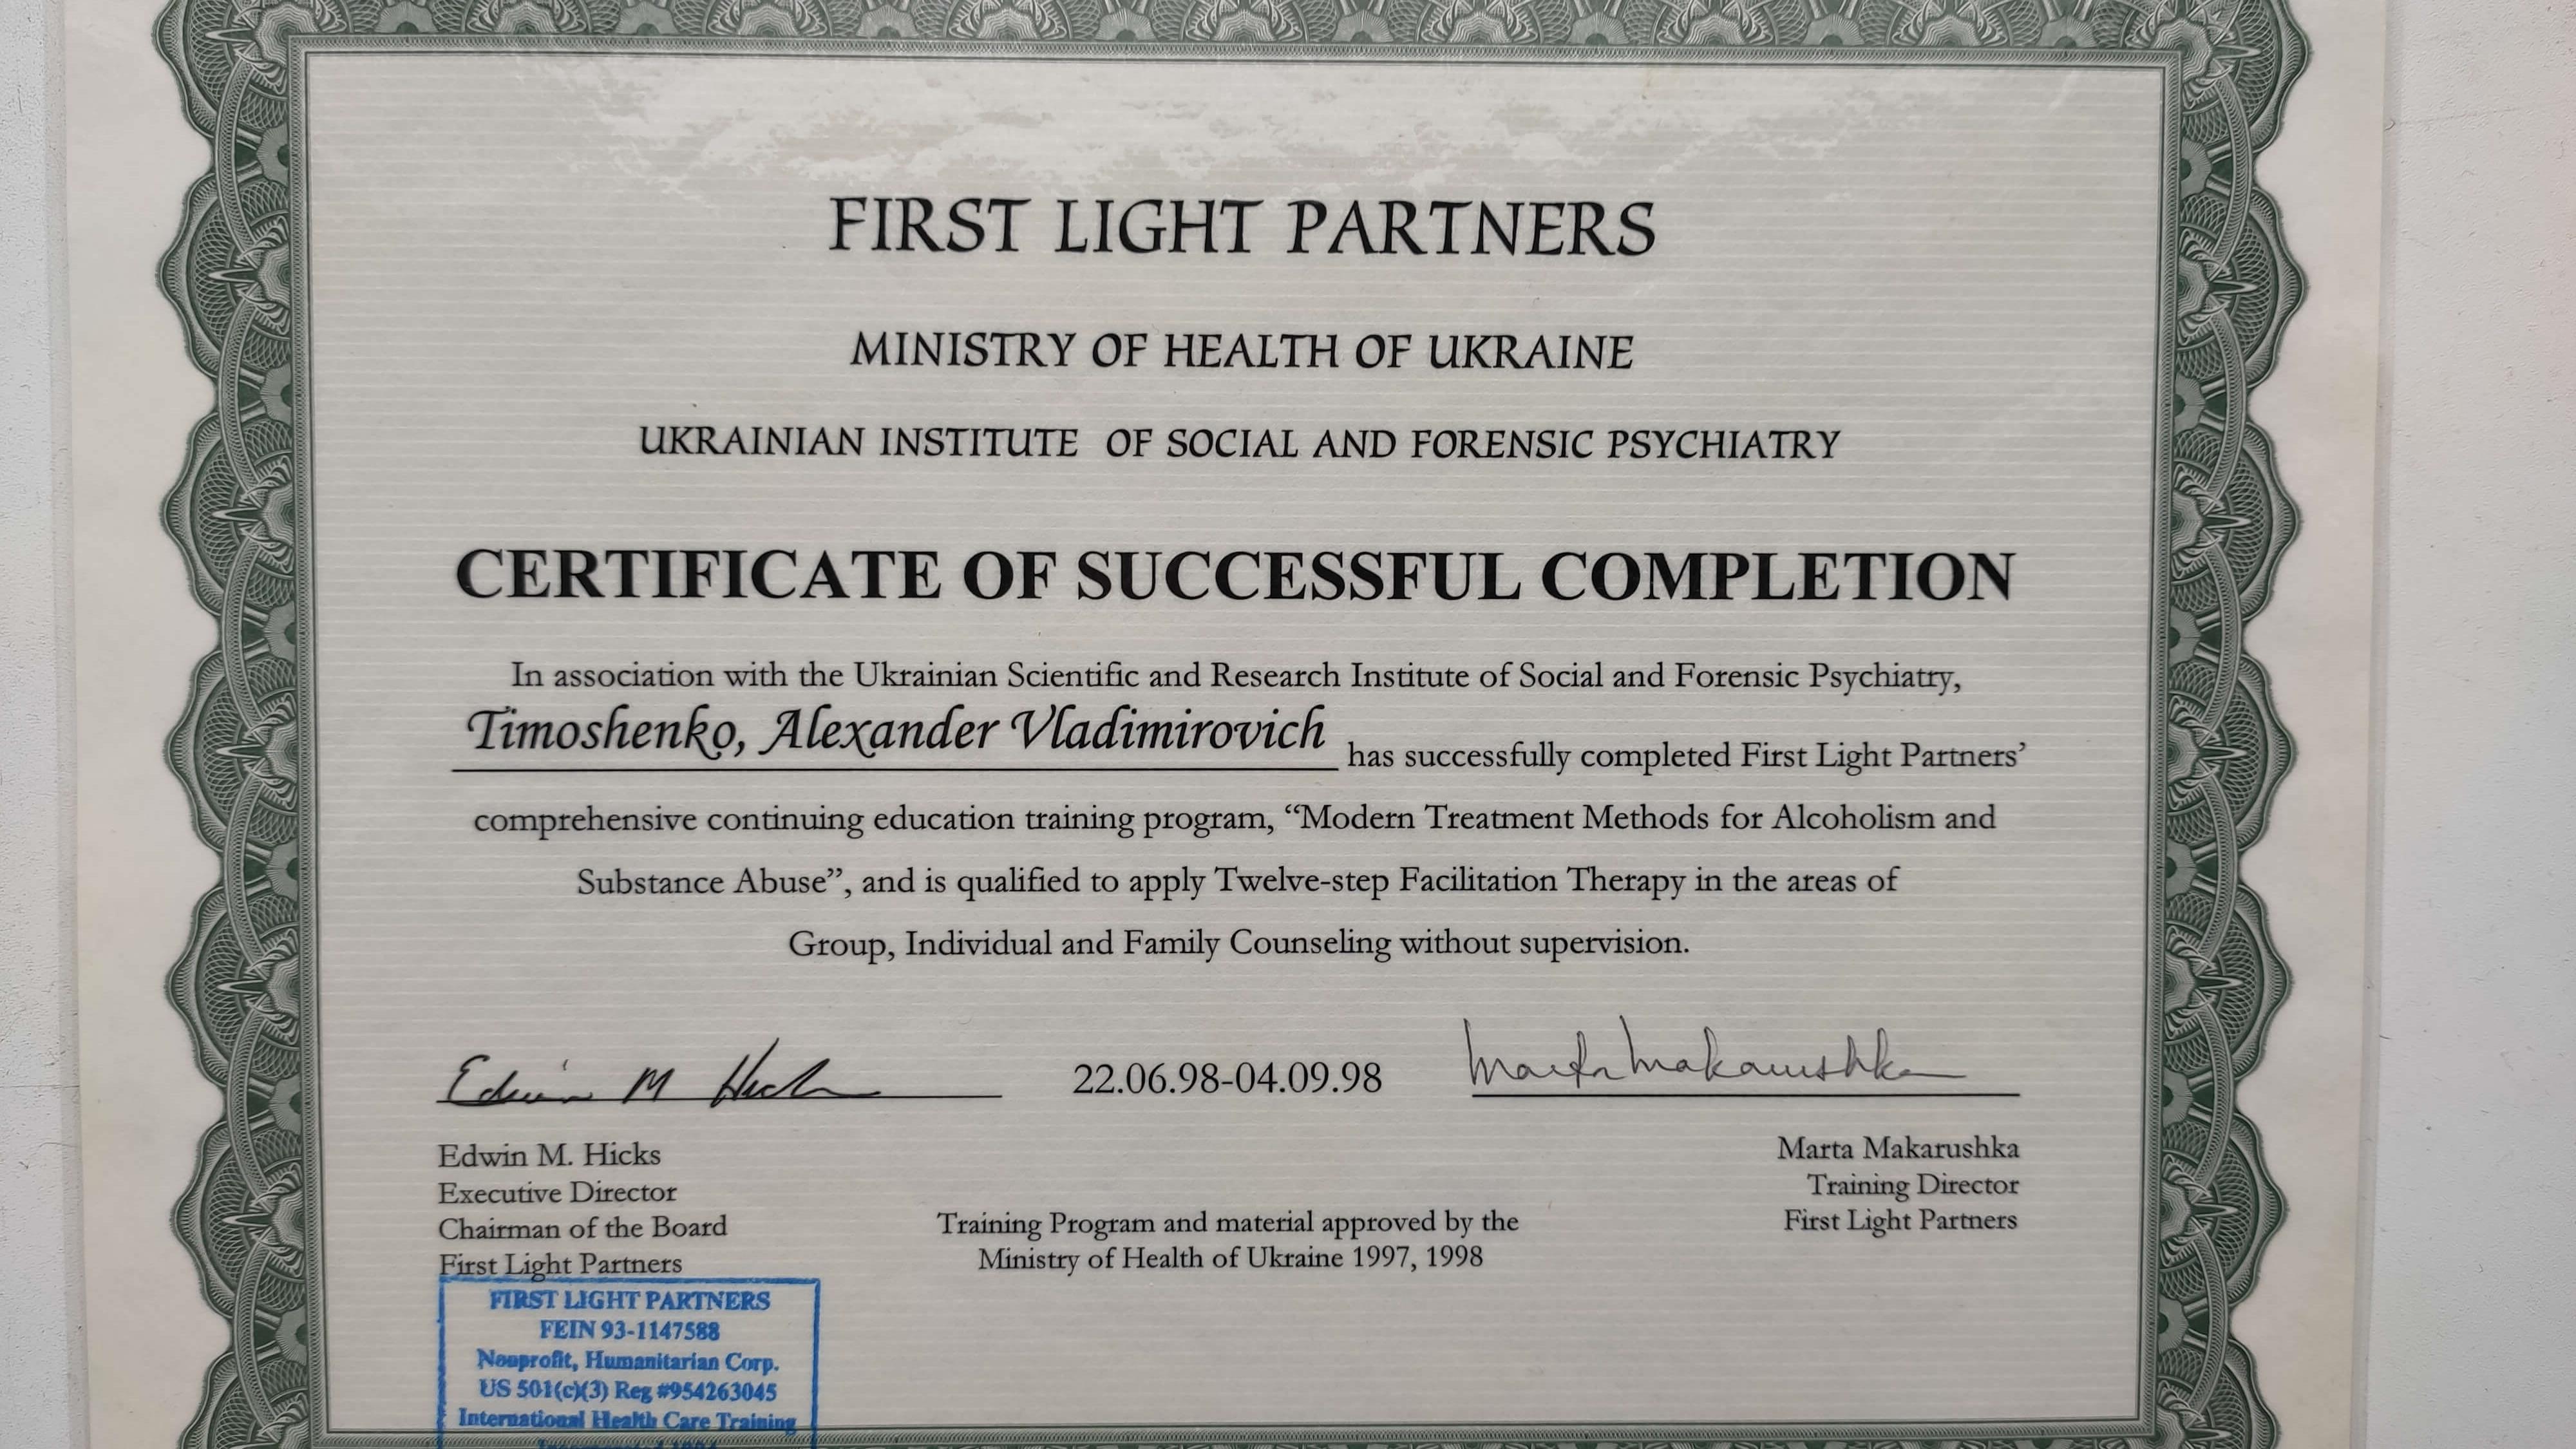 FIRST LIGHT PARTNERS
MINISTRY OF HEALTH OF UKRAINE
UKRAINIAN INSTITUTE OF SOCIAL AND FORENSIC PSYCHIATRY
CERTIFICATE OF SUCCESSFUL COMPLETION
In association with the Ukrainian Scientific and Research Institute of Social and Forensic Psychiatry,
Timoshenko, Alexander Vladimirovich has successfully completed First Light Partners’
comprehensive continuing education training program, “Modern Treatment Methods for Alcoholism and
Substance Abuse”, and is qualified to apply Twelve-step Facilitation Therapy in the areas of
Group, Individual and Family Counseling without supervision.
Edwin M Hicks
22.06.98-04.09.98
Marta Makarushka
Edwin M. Hicks
Executive Director
Chairman of the Board
First Light Partners
Training Program and material approved by the
Ministry of Health of Ukraine 1997, 1998
Marta Makarushka
Training Director
First Light Partners
FIRST LIGHT PARTNERS
FEIN 93-1147588
Nonprofit, Humanitarian Corp.
US 501(c)(3) Reg #954263045
International Health Care Training